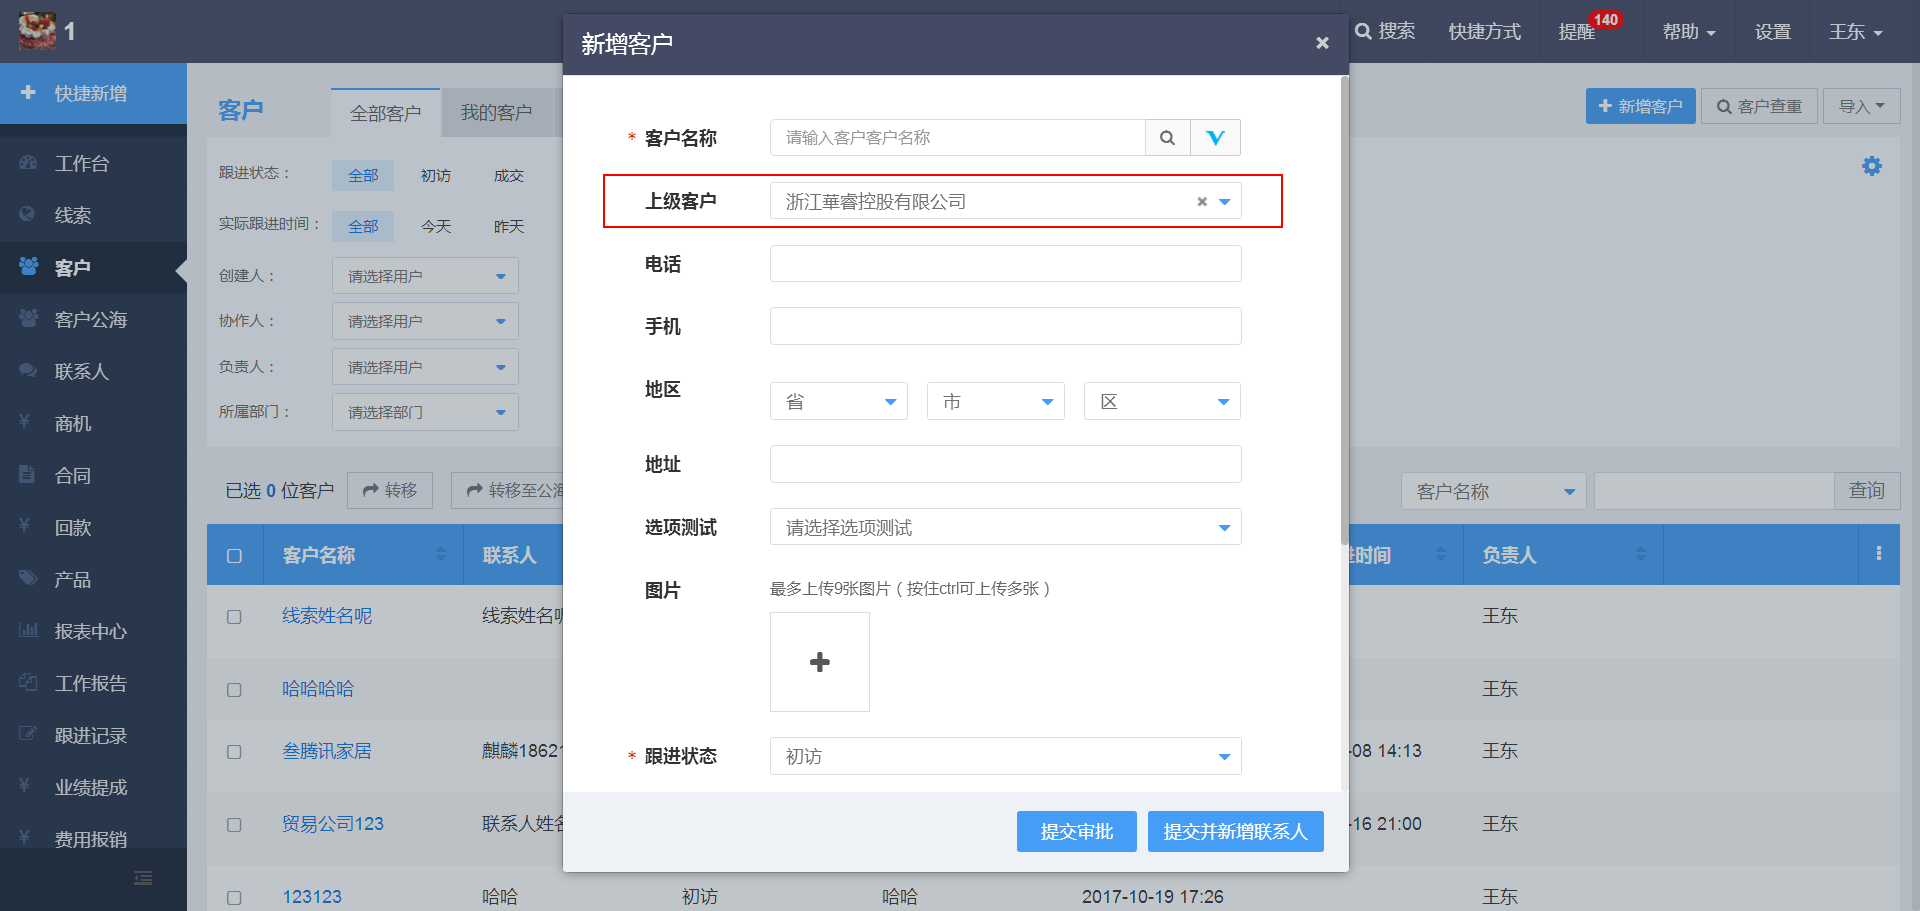 1
搜索
快捷方式
提醒
140
帮助
设置
王东
快捷新增
工作台
线索
客户
客户公海
联系人
商机
合同
回款
产品
报表中心
工作报告
跟进记录
业绩提成
费用报销
客户
全部客户
我的客户
新增客户
客户查重
导入
跟进状态：
全部
初访
成交
实际跟进时间：
全部
今天
昨天
创建人：
请选择用户
协作人：
请选择用户
负责人：
请选择用户
所属部门：
请选择部门
已选 0 位客户
转移
转移至公海
客户名称
查询
客户名称
联系人
进时间
负责人
线索姓名呢
线索姓名呢
王东
哈哈哈哈
王东
叁腾讯家居
麒麟18621
-08 14:13
王东
贸易公司123
联系人姓名
-16 21:00
王东
123123
哈哈
初访
哈哈
2017-10-19 17:26
王东
新增客户
* 客户名称
请输入客户客户名称
上级客户
浙江華睿控股有限公司
电话
手机
地区
省
市
区
地址
选项测试
请选择选项测试
图片
最多上传9张图片（按住ctrl可上传多张）
* 跟进状态
初访
提交审批
提交并新增联系人